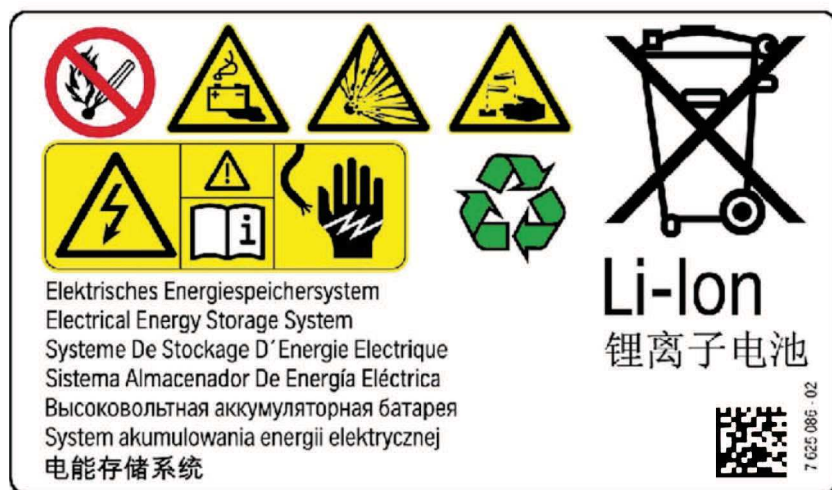 Elektrisches Energiespeichersystem
Electrical Energy Storage System
Systeme De Stockage D´Energie Electrique
Sistema Almacenador De Energía Eléctrica
Высоковольтная аккумуляторная батарея
System akumulowania energii elektrycznej
电能存储系统
Li-Ion
锂离子电池
7 625 086 - 02